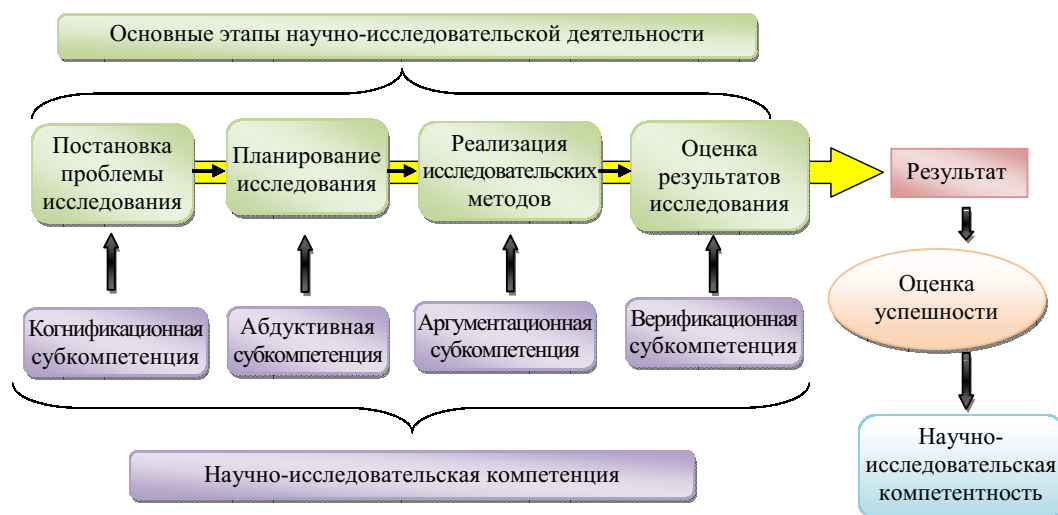 Основные этапы научно-исследовательской деятельности
Постановка
проблемы
исследования
Планирование
исследования
Реализация
исследовательских
методов
Оценка
результатов
исследования
Результат
Оценка
успешности
Когнификационная
субкомпетенция
Абдуктивная
субкомпетенция
Аргументационная
субкомпетенция
Верификационная
субкомпетенция
Научно-исследовательская компетенция
Научно-
исследовательская
компетентность